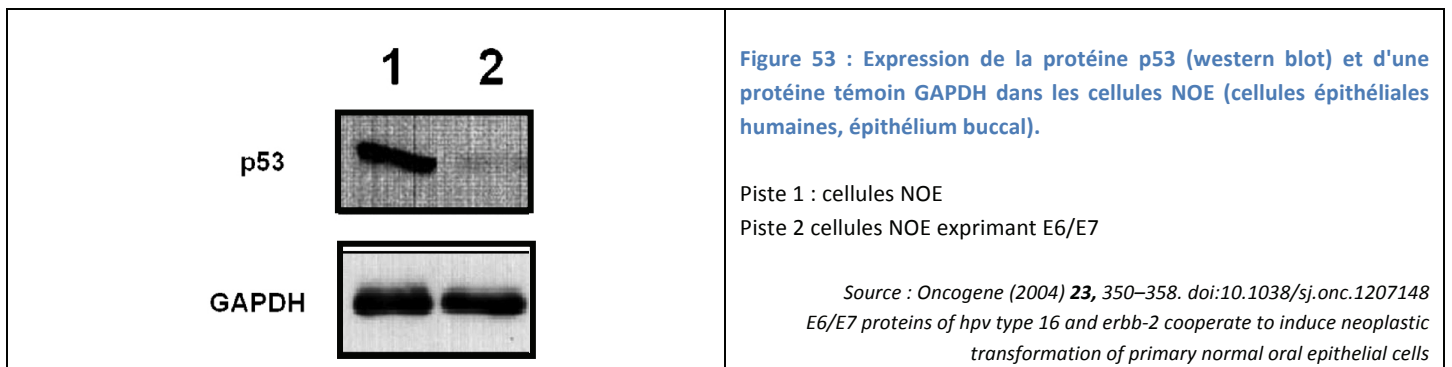 1 2
p53
GAPDH
Figure 53 : Expression de la protéine p53 (western blot) et d'une
protéine témoin GAPDH dans les cellules NOE (cellules épithéliales
humaines, épithélium buccal).
Piste 1 : cellules NOE
Piste 2 cellules NOE exprimant E6/E7
Source : Oncogene (2004) 23, 350–358. doi:10.1038/sj.onc.1207148
E6/E7 proteins of hpv type 16 and erbb-2 cooperate to induce neoplastic
transformation of primary normal oral epithelial cells